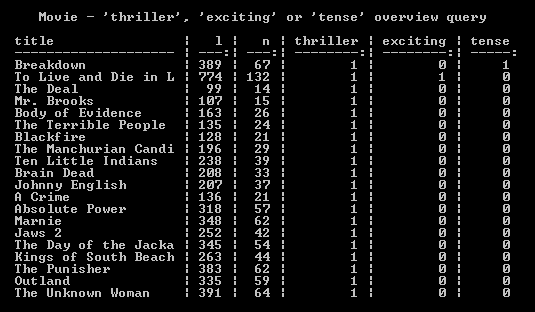 Movie - 'thriller', 'exciting' or 'tense' overview query
title ¦ l ¦ n ¦ thriller ¦ exciting ¦ tense
-------------------- ¦ ---: ¦ ---: ¦ --------: ¦ --------: ¦ -----:
Breakdown ¦ 389 ¦ 67 ¦ 1 ¦ 0 ¦ 1
To Live and Die in L ¦ 774 ¦ 132 ¦ 1 ¦ 1 ¦ 0
The Deal ¦ 99 ¦ 14 ¦ 1 ¦ 0 ¦ 0
Mr. Brooks ¦ 107 ¦ 15 ¦ 1 ¦ 0 ¦ 0
Body of Evidence ¦ 163 ¦ 26 ¦ 1 ¦ 0 ¦ 0
The Terrible People ¦ 135 ¦ 24 ¦ 1 ¦ 0 ¦ 0
Blackfire ¦ 128 ¦ 21 ¦ 1 ¦ 0 ¦ 0
The Manchurian Candi ¦ 196 ¦ 29 ¦ 1 ¦ 0 ¦ 0
Ten Little Indians ¦ 238 ¦ 39 ¦ 1 ¦ 0 ¦ 0
Brain Dead ¦ 208 ¦ 33 ¦ 1 ¦ 0 ¦ 0
Johnny English ¦ 207 ¦ 37 ¦ 1 ¦ 0 ¦ 0
A Crime ¦ 136 ¦ 21 ¦ 1 ¦ 0 ¦ 0
Absolute Power ¦ 318 ¦ 57 ¦ 1 ¦ 0 ¦ 0
Marnie ¦ 348 ¦ 62 ¦ 1 ¦ 0 ¦ 0
Jaws 2 ¦ 252 ¦ 42 ¦ 1 ¦ 0 ¦ 0
The Day of the Jacka ¦ 345 ¦ 54 ¦ 1 ¦ 0 ¦ 0
Kings of South Beach ¦ 263 ¦ 44 ¦ 1 ¦ 0 ¦ 0
The Punisher ¦ 383 ¦ 62 ¦ 1 ¦ 0 ¦ 0
Outland ¦ 335 ¦ 59 ¦ 1 ¦ 0 ¦ 0
The Unknown Woman ¦ 391 ¦ 64 ¦ 1 ¦ 0 ¦ 0